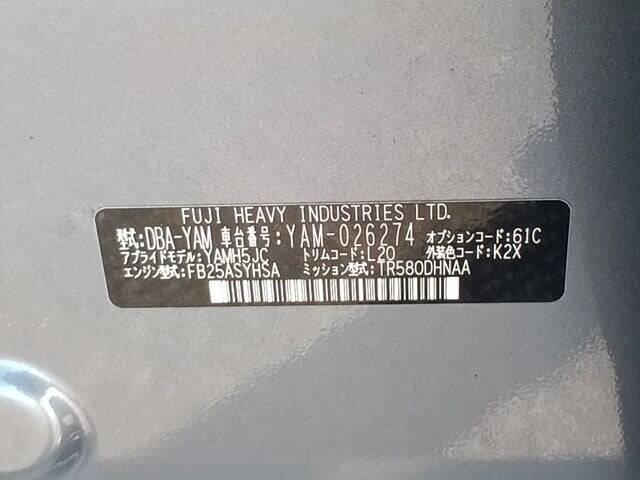 FUJI HEAVY INDUSTRIES LTD.
型式:DBA-YAM 車台番号:YAM-026274 オプションコード:61C
アプライドモデル:YAMH5JC トリムコード:L20 外装色コード:K2X
エンジン型式:FB25ASYHSA ミッション型式:TR580DHNAA